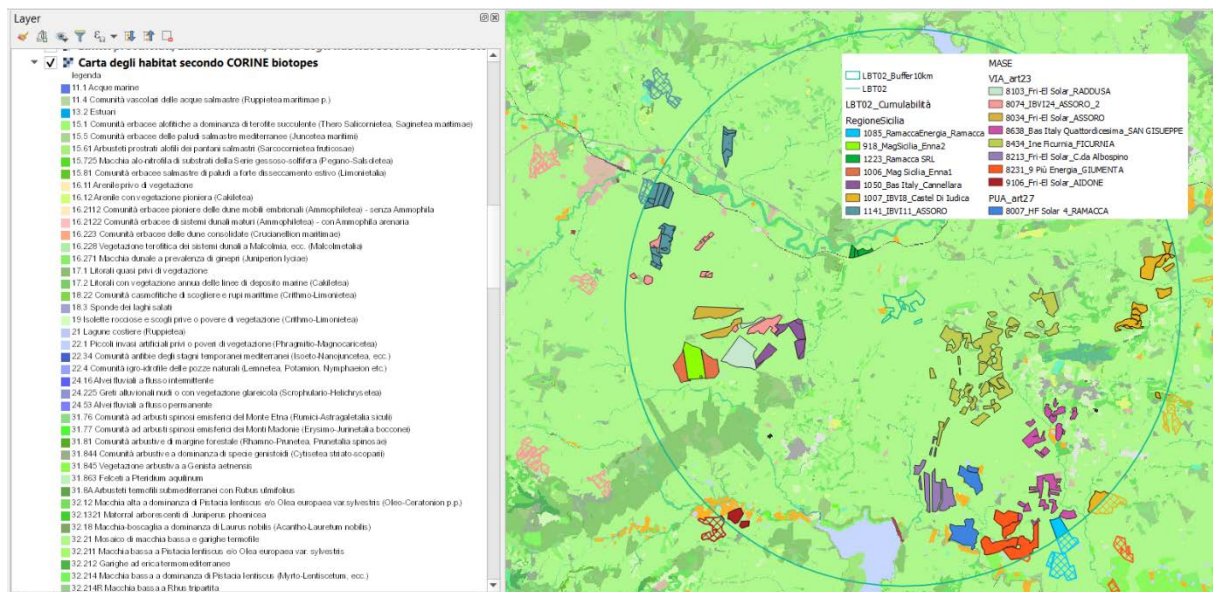 Layer
Carta degli habitat secondo CORINE biotopes
legenda
11.1 Acque marine
11.4 Comunità vascolari delle acque salmastre (Ruppietea maritimae p.)
13.2 Estuari
15.1 Comunità erbacee alofitiche a dominanza di terofite succulente (Thero Salicornietea, Saginetea maritimae)
15.5 Comunità erbacee delle paludi salmastre mediterranee (Juncetea maritimi)
15.61 Arbusteti prostrati alofili dei pantani salmastri (Sarcocornietea fruticosae)
15.725 Macchia alo-nitrofila di substrati della Serie gessoso-solfifera (Pegano-Salsoletea)
15.81 Comunità erbacee salmastre di paludi a forte disseccamento estivo (Limonietalia)
16.11 Arenile privo di vegetazione
16.12 Arenile con vegetazione pioniera (Cakiletea)
16.2112 Comunità erbacee pioniere delle dune mobili embrionali (Ammophiletea) - senza Ammophila
16.2122 Comunità erbacee di sistemi dunali maturi (Ammophiletea) - con Ammophila arenaria
16.223 Comunità erbacee delle dune consolidate (Crucianellion maritimae)
16.228 Vegetazione terofitica dei sistemi dunali a Malcolmia, ecc. (Malcolmetalia)
16.271 Macchia dunale a prevalenza di ginepri (Juniperion lyciae)
17.1 Litorali quasi privi di vegetazione
17.2 Litorali con vegetazione annua delle linee di deposito marine (Cakiletea)
18.22 Comunità casmofitiche di scogliere e rupi marittime (Crithmo-Limonietea)
18.3 Sponde dei laghi salati
19 Isolette rocciose e scogli prive o povere di vegetazione (Crithmo-Limonietea)
21 Lagune costiere (Ruppietea)
22.1 Piccoli invasi artificiali privi o poveri di vegetazione (Phragmitio-Magnocaricetea)
22.34 Comunità anfibie degli stagni temporanei mediterranei (Isoeto-Nanojuncetea, ecc.)
22.4 Comunità igro-idrofile delle pozze naturali (Lemnetea, Potamion, Nymphaeion etc.)
24.16 Alvei fluviali a flusso intermittente
24.225 Greti alluvionali nudi o con vegetazione glareicola (Scrophulario-Helichrysetea)
24.53 Alvei fluviali a flusso permanente
31.76 Comunità ad arbusti spinosi emisferici del Monte Etna (Rumici-Astragaletalia siculi)
31.77 Comunità ad arbusti spinosi emisferici dei Monti Madonie (Erysimo-Jurinetalia bocconei)
31.81 Comunità arbustive di margine forestale (Rhamno-Prunetea, Prunetalia spinosae)
31.844 Comunità arbustive a dominanza di specie genistoidi (Cytisetea striato-scoparii)
31.845 Vegetazione arbustiva a Genista aetnensis
31.863 Felceti a Pteridium aquilinum
31.8A Arbusteti termofili submediterranei con Rubus ulmifolius
32.12 Macchia alta a dominanza di Pistacia lentiscus e/o Olea europaea var.sylvestris (Oleo-Ceratonion p.p.)
32.1321 Matorral arborescenti di Juniperus phoenicea
32.18 Macchia-boscaglia a dominanza di Laurus nobilis (Acantho-Lauretum nobilis)
32.21 Mosaico di macchia bassa e garighe termofile
32.211 Macchia bassa a Pistacia lentiscus e/o Olea europaea var. sylvestris
32.212 Garighe ad erica termomediterranee
32.214 Macchia bassa a dominanza di Pistacia lentiscus (Myrto-Lentiscetum, ecc.)
32.214R Macchia bassa a Rhus tripartita
LBT02_Buffer10km
LBT02
LBT02_Cumulabilità
RegioneSicilia
1085_RamaccaEnergia_Ramacca
918_MagSicilia_Enna2
1223_Ramacca SRL
1006_Mag Sicilia_Enna1
1050_Bas Italy_Cannellara
1007_IBVI8_Castel Di Iudica
1141_IBVI11_ASSORO
MASE
VIA_art23
8103_Fri-El Solar_RADDUSA
8074_IBVI24_ASSORO_2
8034_Fri-El Solar_ASSORO
8638_Bas Italy Quattordicesima_SAN GISUEPPE
8434_Ine Ficurnia_FICURNIA
8213_Fri-El Solar_C.da Albospino
8231_9 Più Energia_GIUMENTA
9106_Fri-El Solar_AIDONE
PUA_art27
8007_HF Solar 4_RAMACCA